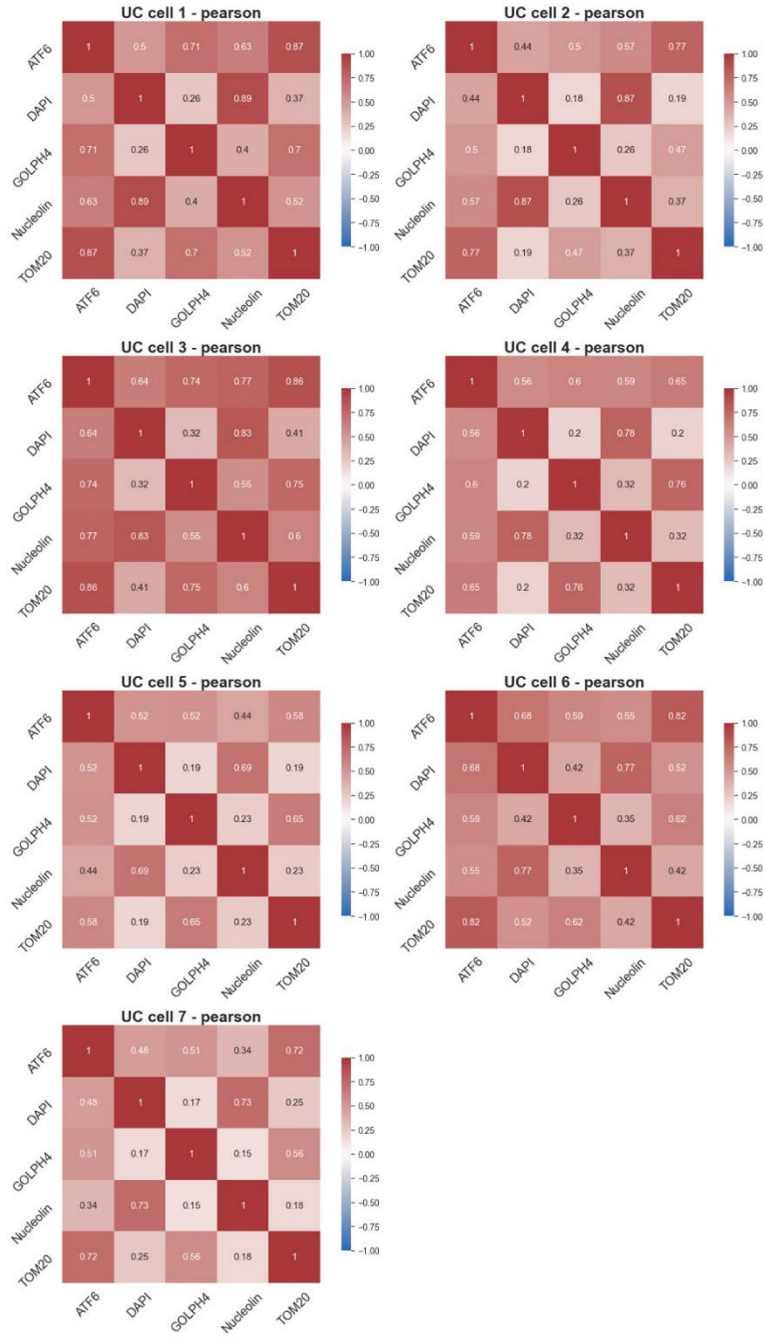 UC cell 1 - pearson
ATF6 1 0.5 0.71 0.63 0.87
DAPI 0.5 1 0.26 0.89 0.37
GOLPH4 0.71 0.26 1 0.4 0.7
Nucleolin 0.63 0.89 0.4 1 0.52
TOM20 0.87 0.37 0.7 0.52 1
ATF6 DAPI GOLPH4 Nucleolin TOM20
1.00
0.75
0.50
0.25
0.00
−0.25
−0.50
−0.75
−1.00
UC cell 2 - pearson
ATF6 1 0.44 0.5 0.57 0.77
DAPI 0.44 1 0.18 0.87 0.19
GOLPH4 0.5 0.18 1 0.26 0.47
Nucleolin 0.57 0.87 0.26 1 0.37
TOM20 0.77 0.19 0.47 0.37 1
ATF6 DAPI GOLPH4 Nucleolin TOM20
1.00
0.75
0.50
0.25
0.00
−0.25
−0.50
−0.75
−1.00
UC cell 3 - pearson
ATF6 1 0.64 0.74 0.77 0.86
DAPI 0.64 1 0.32 0.83 0.41
GOLPH4 0.74 0.32 1 0.55 0.75
Nucleolin 0.77 0.83 0.55 1 0.6
TOM20 0.86 0.41 0.75 0.6 1
ATF6 DAPI GOLPH4 Nucleolin TOM20
1.00
0.75
0.50
0.25
0.00
−0.25
−0.50
−0.75
−1.00
UC cell 4 - pearson
ATF6 1 0.56 0.6 0.59 0.65
DAPI 0.56 1 0.2 0.78 0.2
GOLPH4 0.6 0.2 1 0.32 0.76
Nucleolin 0.59 0.78 0.32 1 0.32
TOM20 0.65 0.2 0.76 0.32 1
ATF6 DAPI GOLPH4 Nucleolin TOM20
1.00
0.75
0.50
0.25
0.00
−0.25
−0.50
−0.75
−1.00
UC cell 5 - pearson
ATF6 1 0.52 0.52 0.44 0.58
DAPI 0.52 1 0.19 0.69 0.19
GOLPH4 0.52 0.19 1 0.23 0.65
Nucleolin 0.44 0.69 0.23 1 0.23
TOM20 0.58 0.19 0.65 0.23 1
ATF6 DAPI GOLPH4 Nucleolin TOM20
1.00
0.75
0.50
0.25
0.00
−0.25
−0.50
−0.75
−1.00
UC cell 6 - pearson
ATF6 1 0.68 0.59 0.55 0.82
DAPI 0.68 1 0.42 0.77 0.52
GOLPH4 0.59 0.42 1 0.35 0.62
Nucleolin 0.55 0.77 0.35 1 0.42
TOM20 0.82 0.52 0.62 0.42 1
ATF6 DAPI GOLPH4 Nucleolin TOM20
1.00
0.75
0.50
0.25
0.00
−0.25
−0.50
−0.75
−1.00
UC cell 7 - pearson
ATF6 1 0.48 0.51 0.34 0.72
DAPI 0.48 1 0.17 0.73 0.25
GOLPH4 0.51 0.17 1 0.15 0.56
Nucleolin 0.34 0.73 0.15 1 0.18
TOM20 0.72 0.25 0.56 0.18 1
ATF6 DAPI GOLPH4 Nucleolin TOM20
1.00
0.75
0.50
0.25
0.00
−0.25
−0.50
−0.75
−1.00